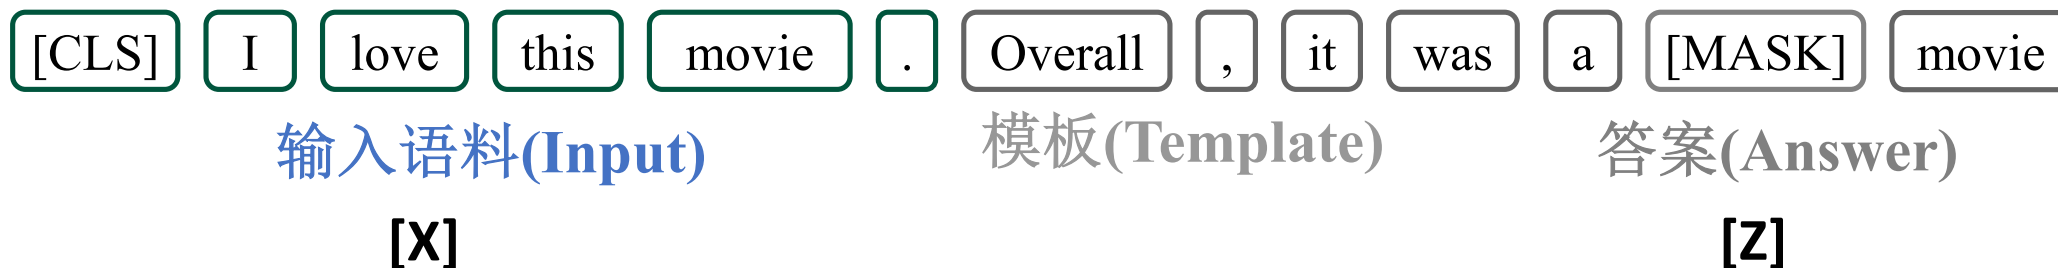 [CLS] I love this movie . Overall , it was a [MASK] movie
输入语料(Input) 模板(Template) 答案(Answer)
[X] [Z]